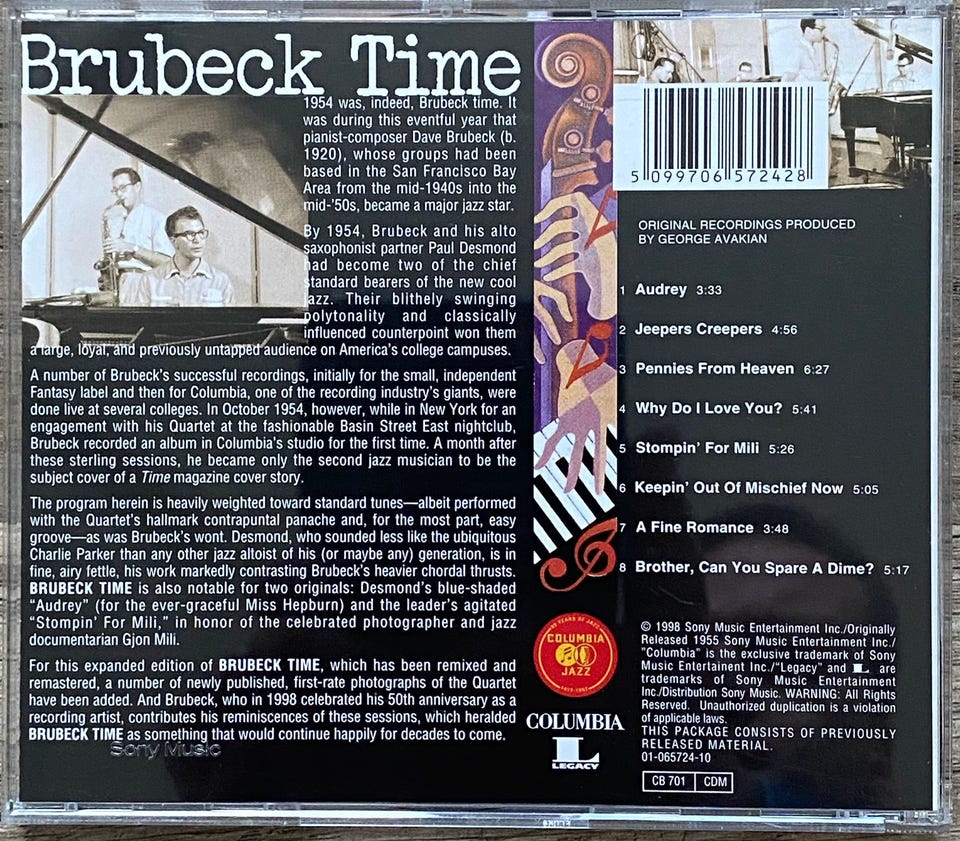 Brubeck Time
1954 was, indeed, Brubeck time. It
was during this eventful year that
pianist-composer Dave Brubeck (b.
1920), whose groups had been
based in the San Francisco Bay
Area from the mid-1940s into the
mid-'50s, became a major jazz star.
By 1954, Brubeck and his alto
saxophonist partner Paul Desmond
had become two of the chief
standard bearers of the new cool
jazz. Their blithely swinging
polytonality and classically
influenced counterpoint won them
a large, loyal, and previously untapped audience on America's college campuses.
A number of Brubeck's successful recordings, initially for the small, independent
Fantasy label and then for Columbia, one of the recording industry's giants, were
done live at several colleges. In October 1954, however, while in New York for an
engagement with his Quartet at the fashionable Basin Street East nightclub,
Brubeck recorded an album in Columbia's studio for the first time. A month after
these sterling sessions, he became only the second jazz musician to be the
subject cover of a Time magazine cover story.
The program herein is heavily weighted toward standard tunes—albeit performed
with the Quartet's hallmark contrapuntal panache and, for the most part, easy
groove—as was Brubeck's wont. Desmond, who sounded less like the ubiquitous
Charlie Parker than any other jazz altoist of his (or maybe any) generation, is in
fine, airy fettle, his work markedly contrasting Brubeck's heavier chordal thrusts.
BRUBECK TIME is also notable for two originals: Desmond's blue-shaded
"Audrey" (for the ever-graceful Miss Hepburn) and the leader's agitated
"Stompin' For Mili," in honor of the celebrated photographer and jazz
documentarian Gjon Mili.
For this expanded edition of BRUBECK TIME, which has been remixed and
remastered, a number of newly published, first-rate photographs of the Quartet
have been added. And Brubeck, who in 1998 celebrated his 50th anniversary as a
recording artist, contributes his reminiscences of these sessions, which heralded
BRUBECK TIME as something that would continue happily for decades to come.
Sony Music
COLUMBIA
JAZZ
COLUMBIA
L
LEGACY
5 099706 572428
ORIGINAL RECORDINGS PRODUCED
BY GEORGE AVAKIAN
1 Audrey 3:33
2 Jeepers Creepers 4:56
3 Pennies From Heaven 6:27
4 Why Do I Love You? 5:41
5 Stompin' For Mili 5:26
6 Keepin' Out Of Mischief Now 5:05
7 A Fine Romance 3:48
8 Brother, Can You Spare A Dime? 5:17
© 1998 Sony Music Entertainment Inc./Originally
Released 1955 Sony Music Entertainment Inc./
"Columbia" is the exclusive trademark of Sony
Music Entertaient Inc./"Legacy" and L are
trademarks of Sony Music Entertainment
Inc./Distribution Sony Music. WARNING: All Rights
Reserved. Unauthorized duplication is a violation
of applicable laws.
THIS PACKAGE CONSISTS OF PREVIOUSLY
RELEASED MATERIAL.
01-065724-10
CB 701 CDM